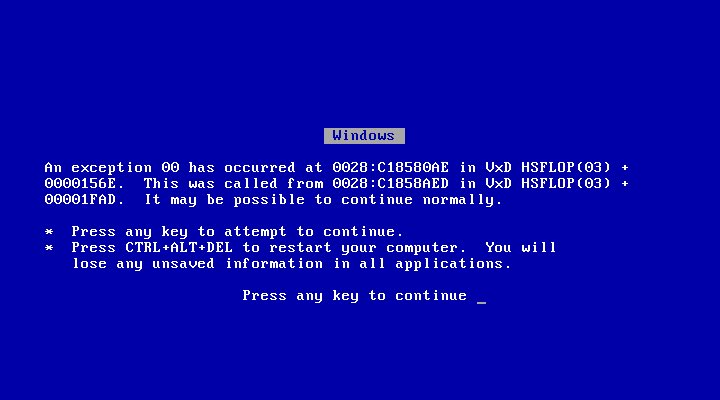 Windows
An exception 00 has occurred at 0028:C18580AE in VxD HSFLOP(03) +
0000156E.  This was called from 0028:C1858AED in VxD HSFLOP(03) +
00001FAD.  It may be possible to continue normally.
*  Press any key to attempt to continue.
*  Press CTRL+ALT+DEL to restart your computer.  You will
lose any unsaved information in all applications.
Press any key to continue _